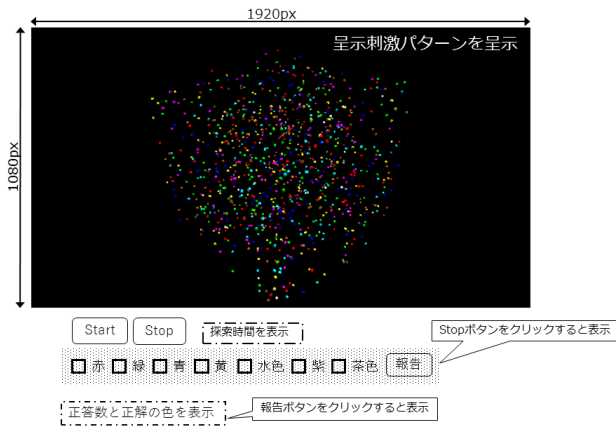 1920px
呈示刺激パターンを呈示
1080px
Start
Stop
探索時間を表示
Stopボタンをクリックすると表示
赤
緑
青
黄
水色
紫
茶色
報告
正答数と正解の色を表示
報告ボタンをクリックすると表示